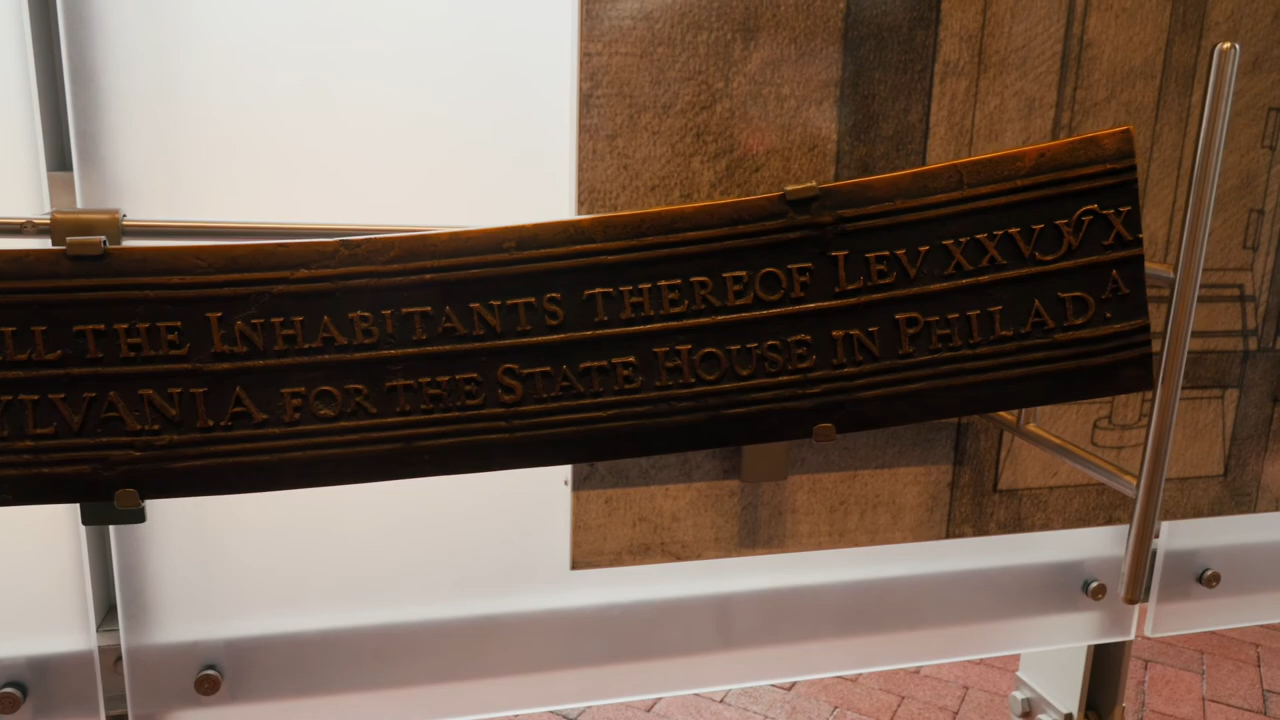 LL THE INHABITANTS THEREOF LEV. XXV V X.
YLVANIA FOR THE STATE HOUSE IN PHILADA.